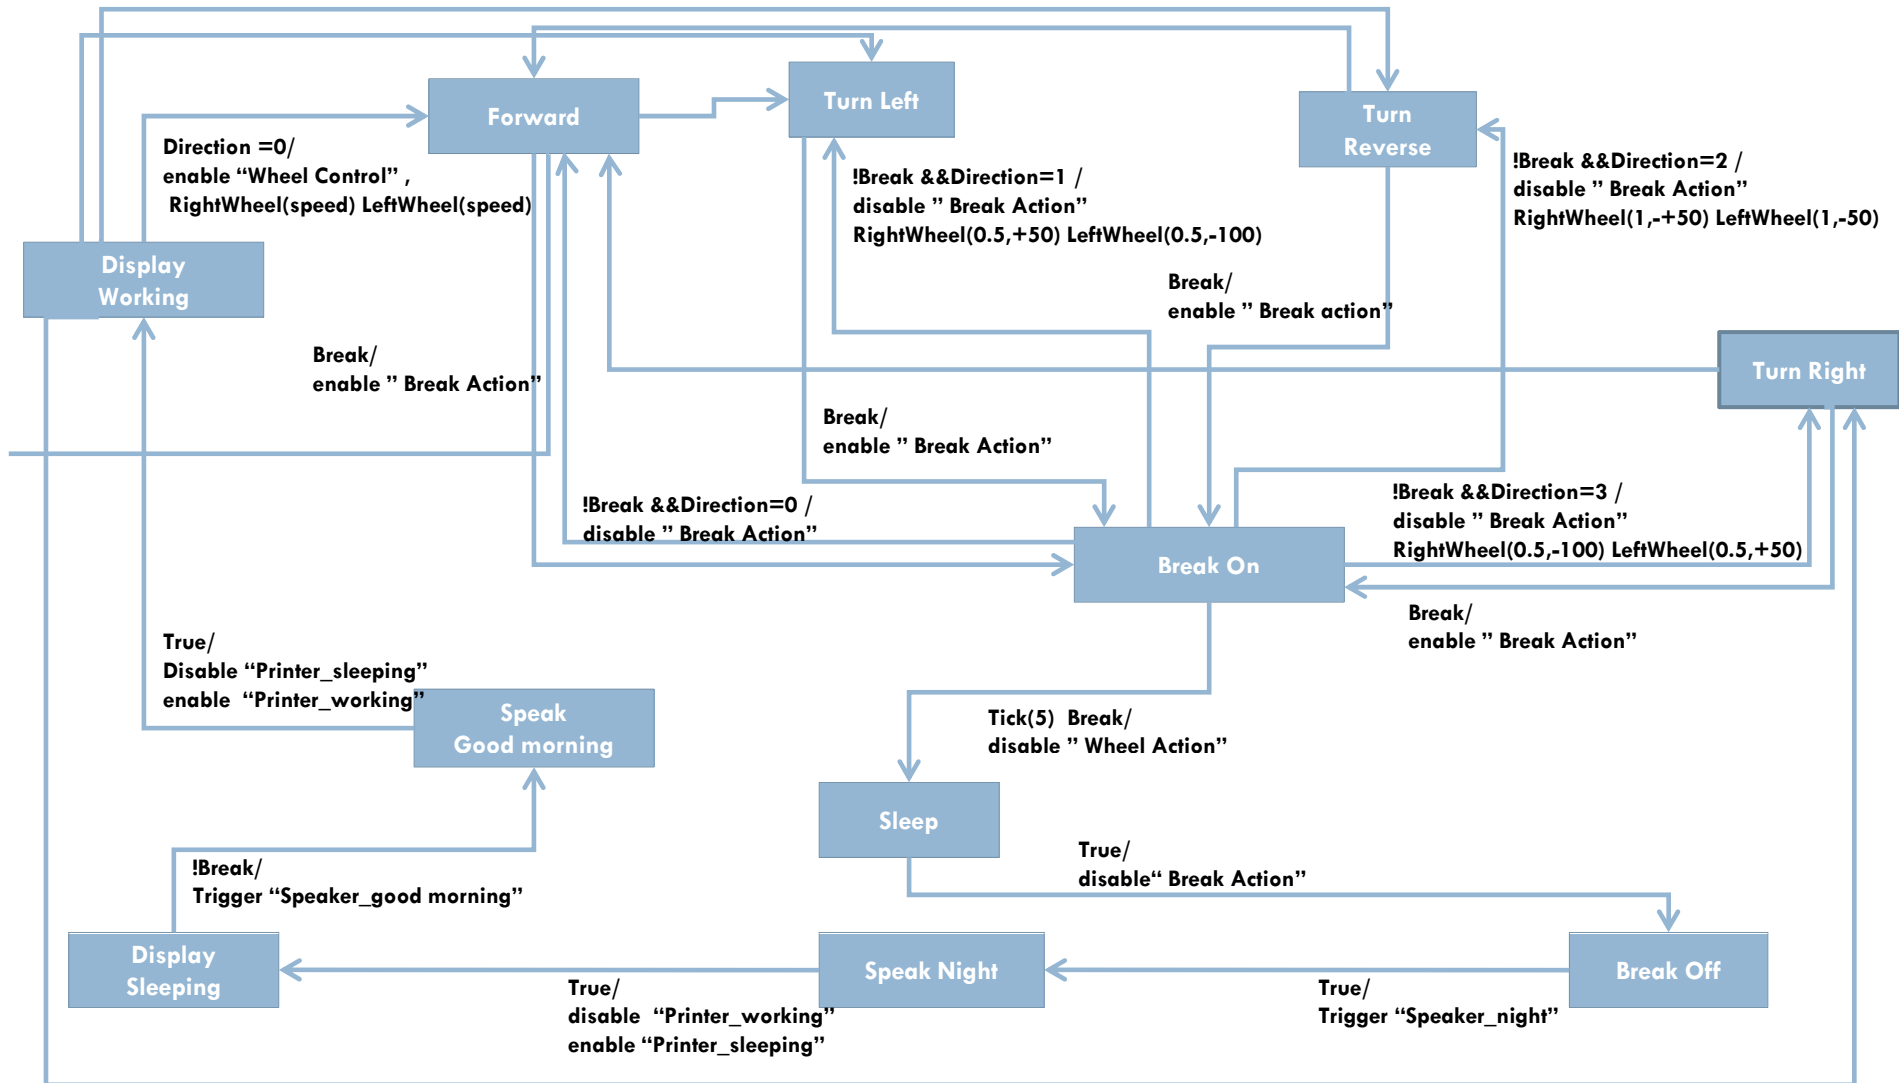 Forward
Turn Left
Turn
Reverse
Direction =0/
enable “Wheel Control” ,
RightWheel(speed) LeftWheel(speed)
!Break &&Direction=1 /
disable ” Break Action”
RightWheel(0.5,+50) LeftWheel(0.5,-100)
!Break &&Direction=2 /
disable ” Break Action”
RightWheel(1,-+50) LeftWheel(1,-50)
Display
Working
Break/
enable ” Break action”
Break/
enable ” Break Action”
Turn Right
Break/
enable ” Break Action”
!Break &&Direction=0 /
disable ” Break Action”
!Break &&Direction=3 /
disable ” Break Action”
RightWheel(0.5,-100) LeftWheel(0.5,+50)
Break On
Break/
enable ” Break Action”
True/
Disable “Printer_sleeping”
enable  “Printer_working”
Speak
Good morning
Tick(5)  Break/
disable ” Wheel Action”
Sleep
True/
disable“ Break Action”
!Break/
Trigger “Speaker_good morning”
Display
Sleeping
Speak Night
Break Off
True/
disable  “Printer_working”
enable “Printer_sleeping”
True/
Trigger “Speaker_night”